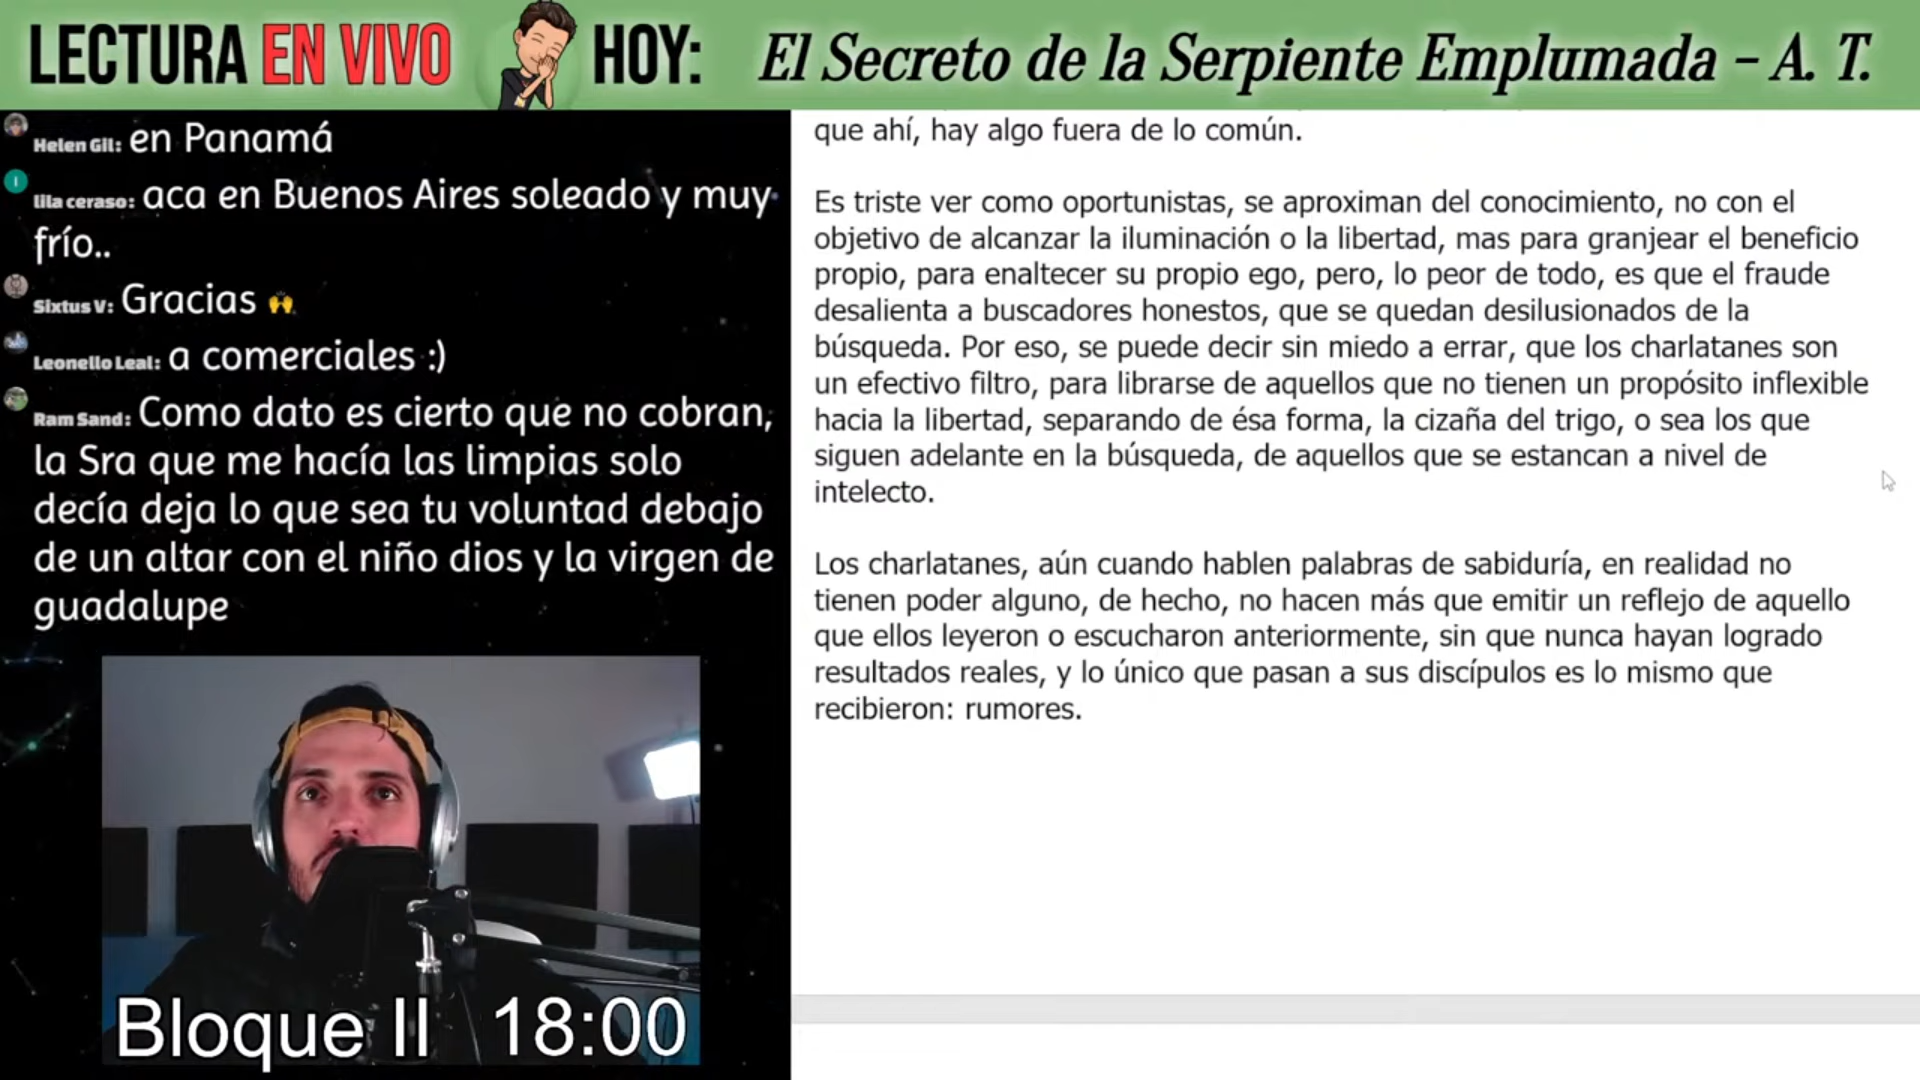 LECTURA EN VIVO HOY: El Secreto de la Serpiente Emplumada - A. T.
Helen Gil: en Panamá
lila ceraso: aca en Buenos Aires soleado y muy
frío..
Sixtus V: Gracias 🙌
Leonello Leal: a comerciales :)
Ram Sand: Como dato es cierto que no cobran,
la Sra que me hacía las limpias solo
decía deja lo que sea tu voluntad debajo
de un altar con el niño dios y la virgen de
guadalupe
Bloque II 18:00
que ahí, hay algo fuera de lo común.
Es triste ver como oportunistas, se aproximan del conocimiento, no con el
objetivo de alcanzar la iluminación o la libertad, mas para granjear el beneficio
propio, para enaltecer su propio ego, pero, lo peor de todo, es que el fraude
desalienta a buscadores honestos, que se quedan desilusionados de la
búsqueda. Por eso, se puede decir sin miedo a errar, que los charlatanes son
un efectivo filtro, para librarse de aquellos que no tienen un propósito inflexible
hacia la libertad, separando de ésa forma, la cizaña del trigo, o sea los que
siguen adelante en la búsqueda, de aquellos que se estancan a nivel de
intelecto.
Los charlatanes, aún cuando hablen palabras de sabiduría, en realidad no
tienen poder alguno, de hecho, no hacen más que emitir un reflejo de aquello
que ellos leyeron o escucharon anteriormente, sin que nunca hayan logrado
resultados reales, y lo único que pasan a sus discípulos es lo mismo que
recibieron: rumores.